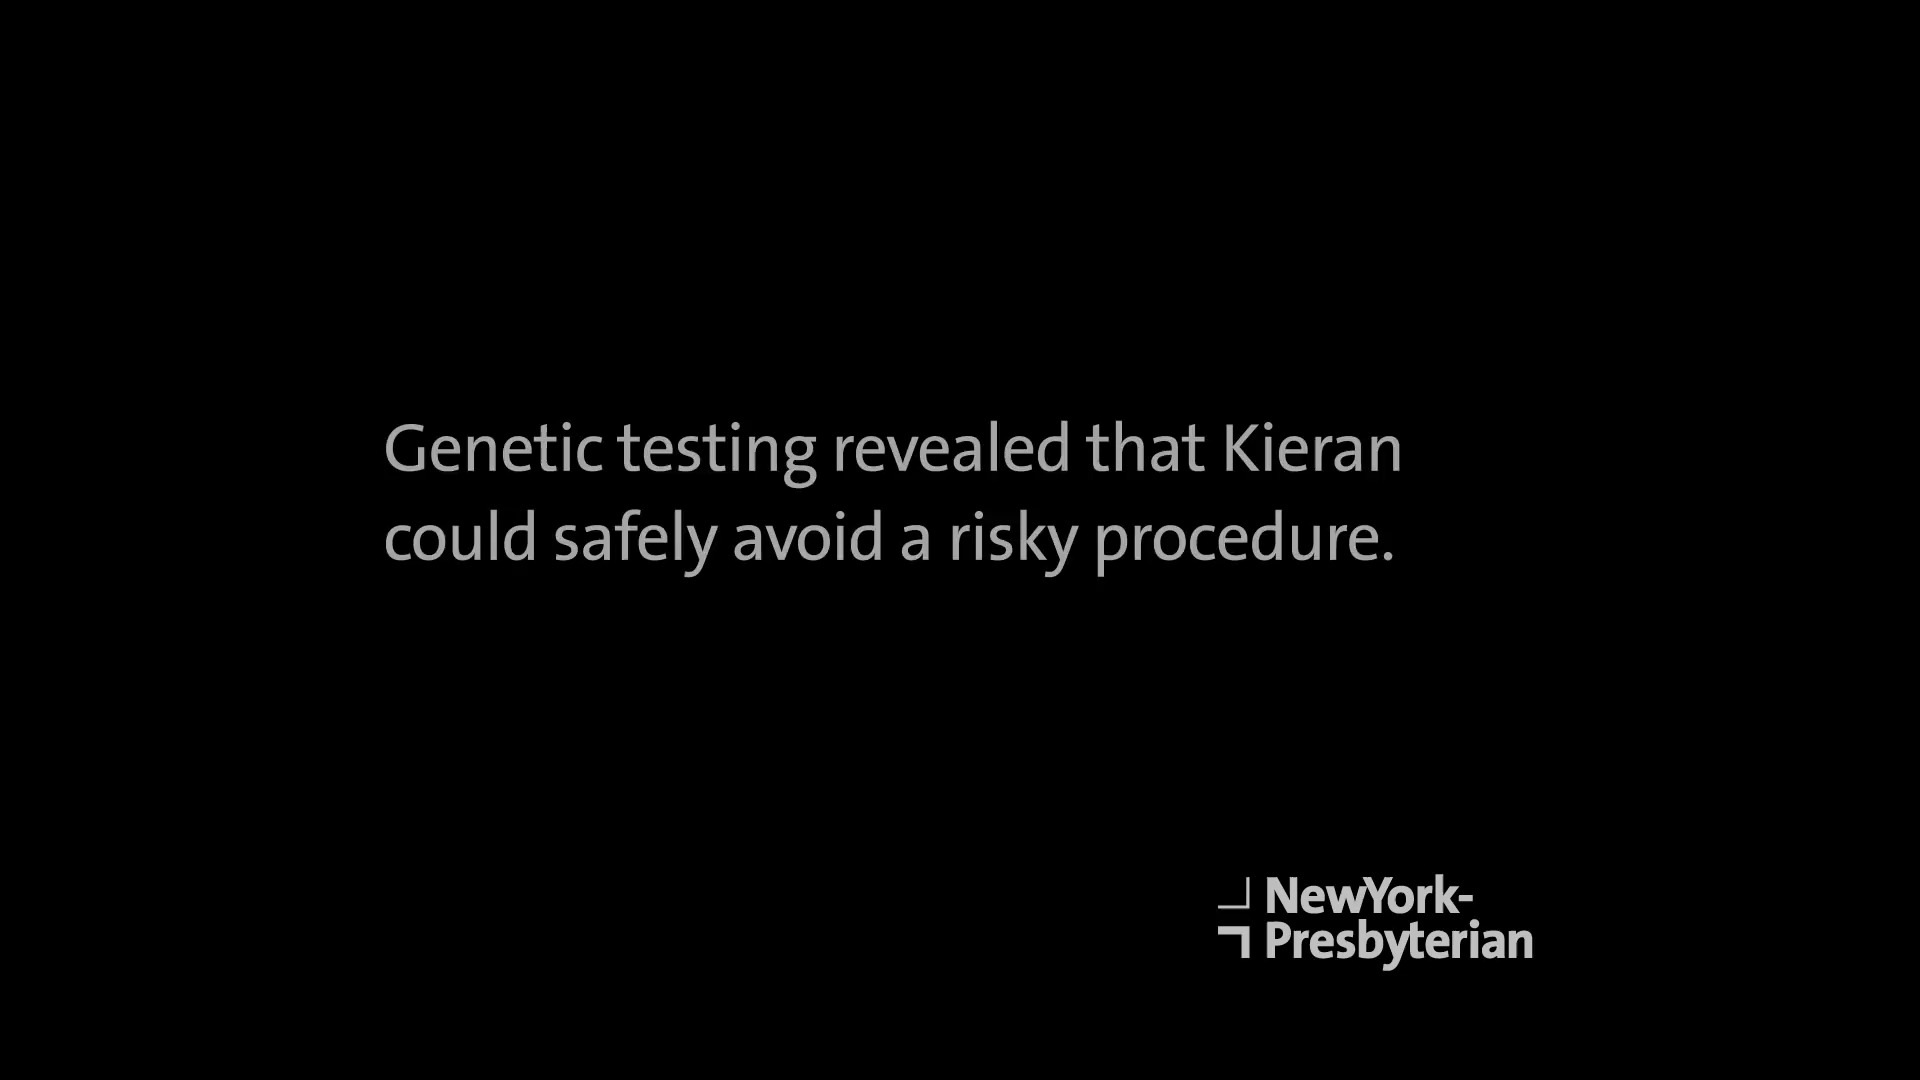 Genetic testing revealed that Kieran
could safely avoid a risky procedure.
NewYork-
Presbyterian